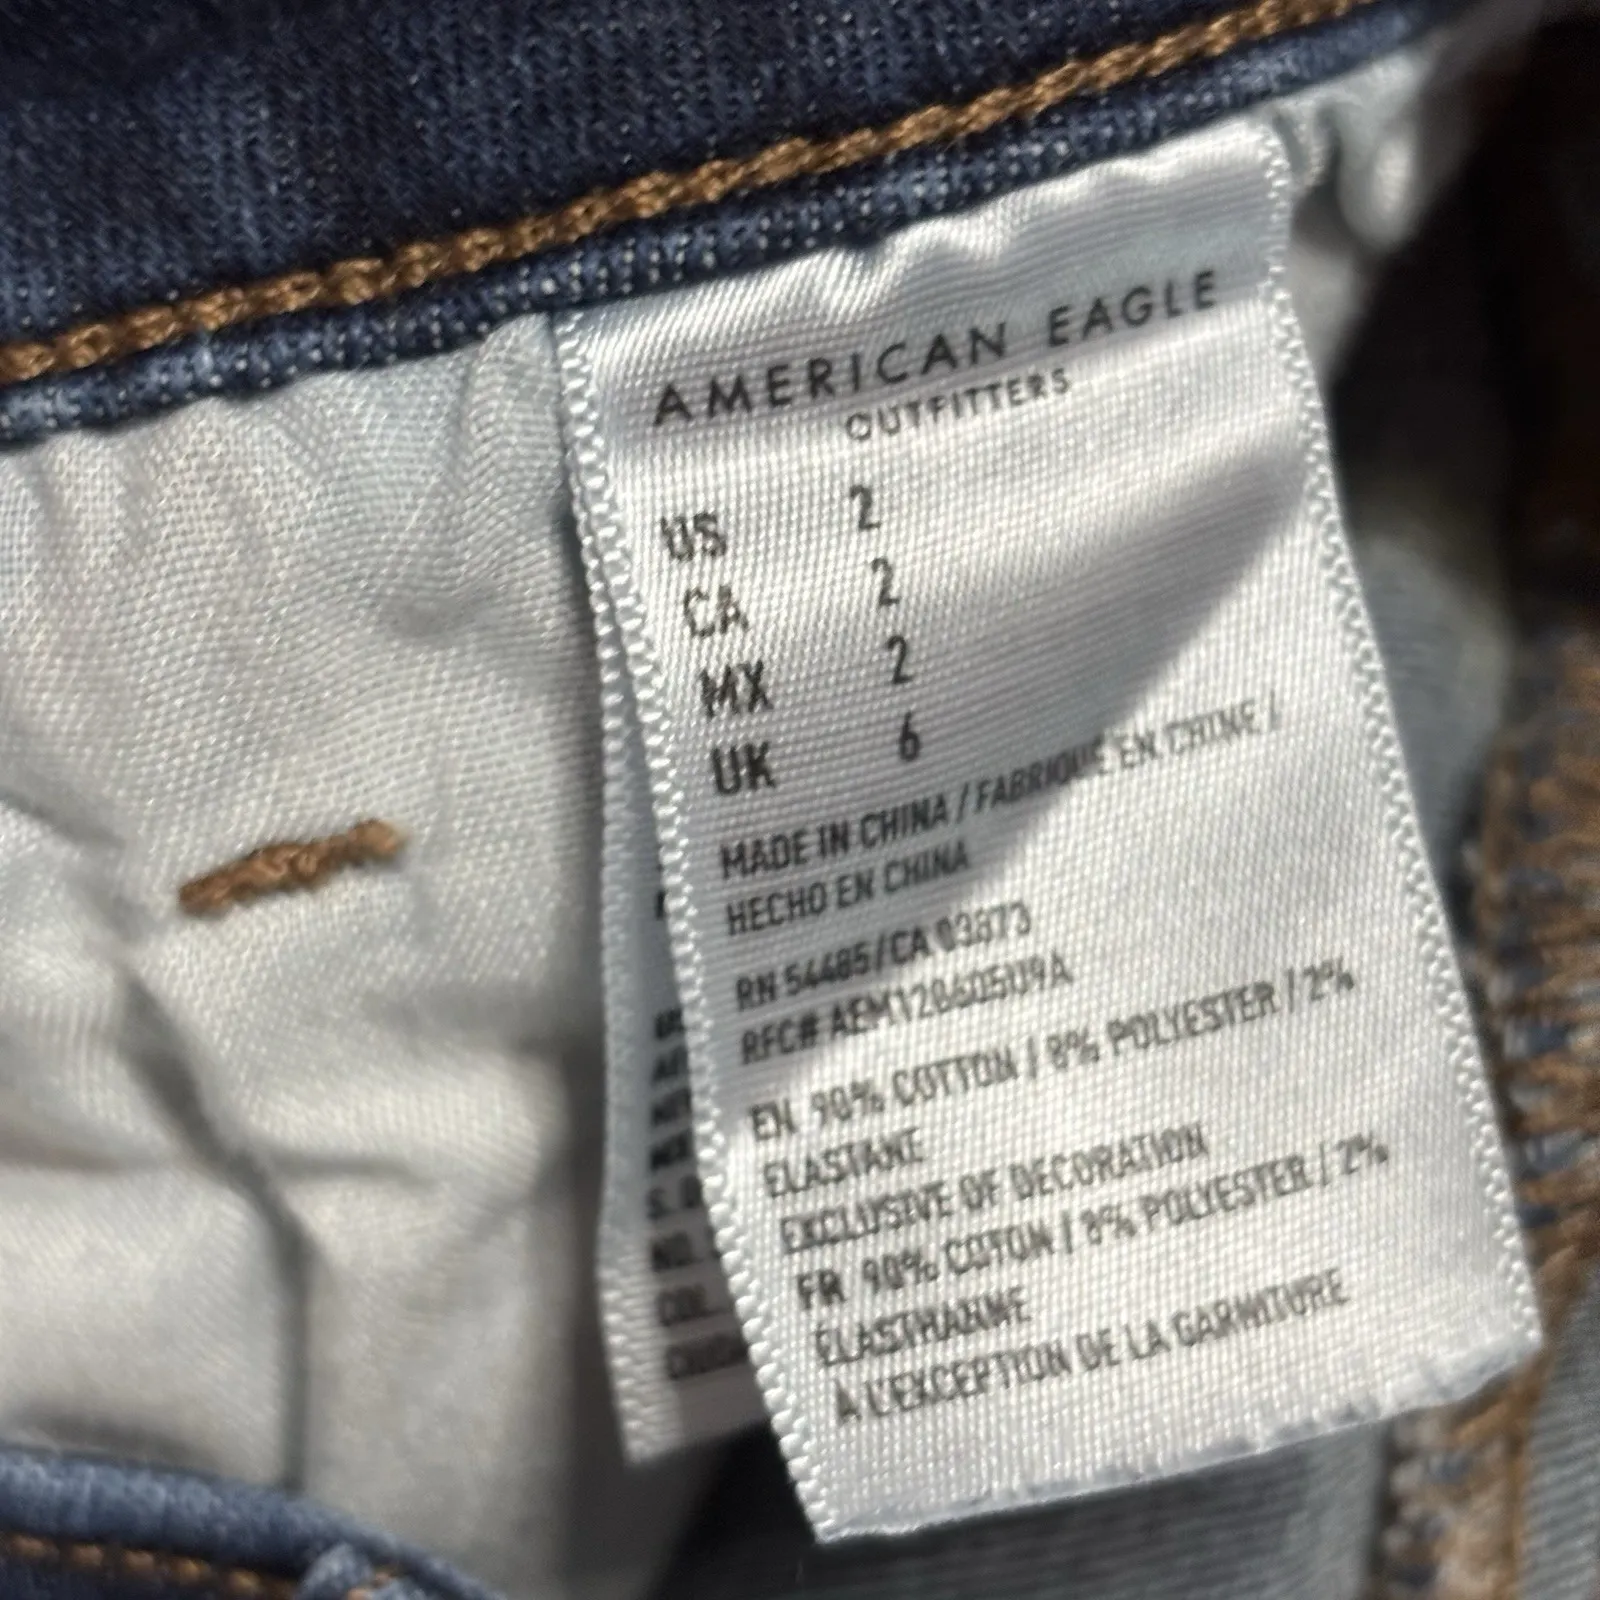 AMERICAN EAGLE
OUTFITTERS
US 2
CA 2
MX 2
UK 6
MADE IN CHINA / FABRIQUE EN CHINE /
HECHO EN CHINA
RN 54485/CA 03873
RFC# AEM128605U9A
EN 90% COTTON / 8% POLYESTER / 2%
ELASTANE
EXCLUSIVE OF DECORATION
FR 90% COTON / 8% POLYESTER / 2%
ÉLASTHANNE
À L'EXCEPTION DE LA GARNITURE